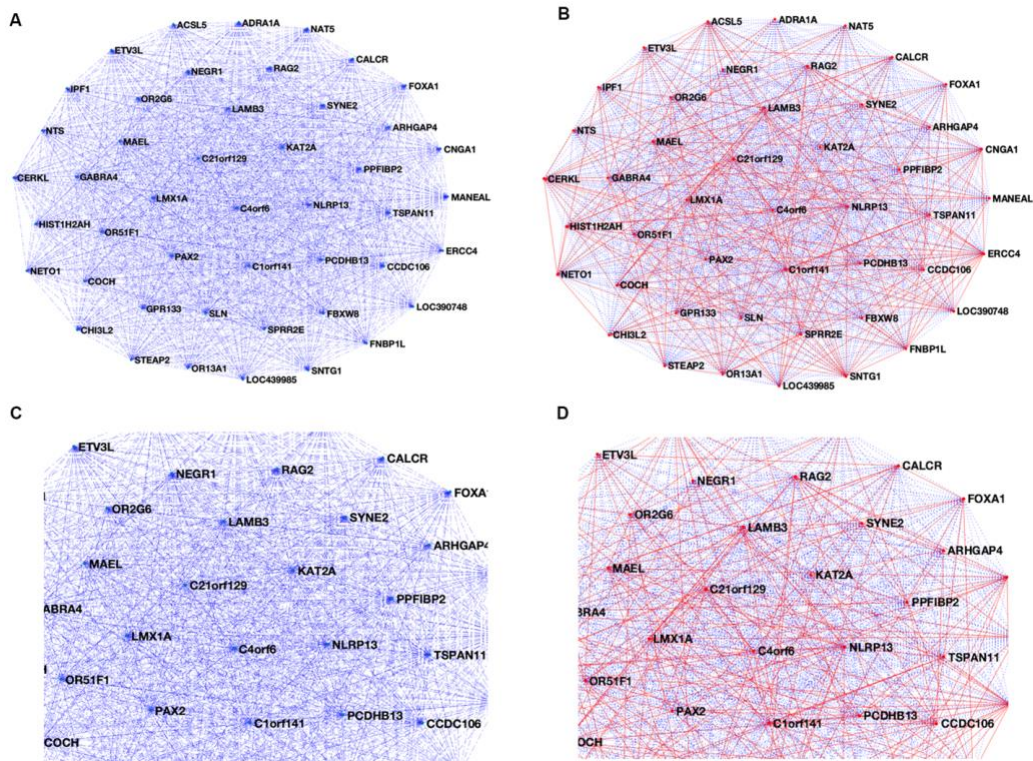 A
ACSL5
ADRA1A
NAT5
ETV3L
CALCR
NEGR1
RAG2
IPF1
FOXA1
OR2G6
LAMB3
SYNE2
NTS
ARHGAP4
MAEL
KAT2A
CNGA1
C21orf129
PPFIBP2
CERKL
GABRA4
LMX1A
MANEAL
C4orf6
NLRP13
TSPAN11
HIST1H2AH
OR51F1
ERCC4
PAX2
C1orf141
PCDHB13
CCDC106
NETO1
COCH
LOC390748
GPR133
SLN
FBXW8
CHI3L2
SPRR2E
FNBP1L
STEAP2
OR13A1
SNTG1
LOC439985
B
ACSL5
ADRA1A
NAT5
ETV3L
CALCR
NEGR1
RAG2
IPF1
FOXA1
OR2G6
LAMB3
SYNE2
NTS
ARHGAP4
MAEL
KAT2A
CNGA1
C21orf129
PPFIBP2
CERKL
GABRA4
LMX1A
MANEAL
C4orf6
NLRP13
TSPAN11
HIST1H2AH
OR51F1
ERCC4
PAX2
C1orf141
PCDHB13
CCDC106
NETO1
COCH
LOC390748
GPR133
SLN
FBXW8
CHI3L2
SPRR2E
FNBP1L
STEAP2
OR13A1
SNTG1
LOC439985
C
ETV3L
CALCR
NEGR1
RAG2
FOXA1
OR2G6
LAMB3
SYNE2
ARHGAP4
MAEL
KAT2A
C21orf129
PPFIBP2
ABRA4
LMX1A
C4orf6
NLRP13
TSPAN11
OR51F1
PAX2
C1orf141
PCDHB13
CCDC106
COCH
D
ETV3L
CALCR
NEGR1
RAG2
FOXA1
OR2G6
LAMB3
SYNE2
ARHGAP4
MAEL
KAT2A
C21orf129
PPFIBP2
ABRA4
LMX1A
C4orf6
NLRP13
TSPAN11
OR51F1
PAX2
C1orf141
PCDHB13
CCDC106
COCH